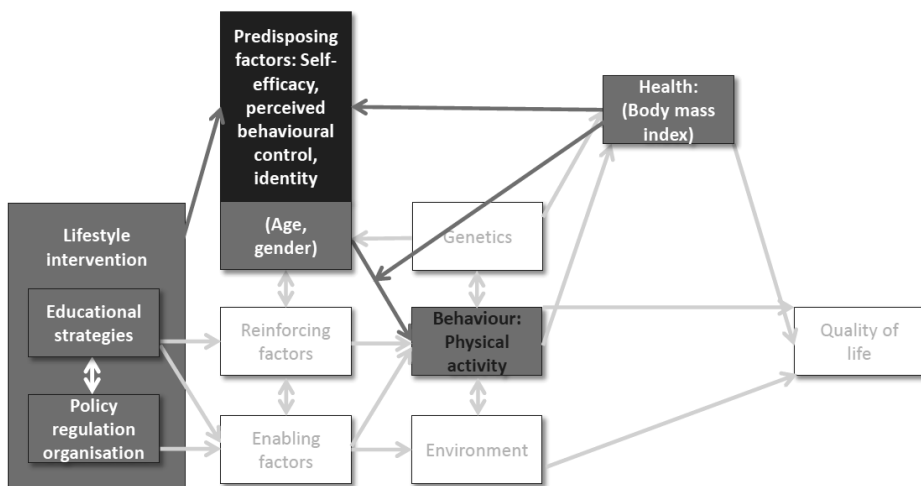 Predisposing
factors: Self-
efficacy,
perceived
behavioural
control,
identity
(Age,
gender)
Health:
(Body mass
index)
Lifestyle
intervention
Educational
strategies
Policy
regulation
organisation
Genetics
Reinforcing
factors
Behaviour:
Physical
activity
Quality of
life
Enabling
factors
Environment